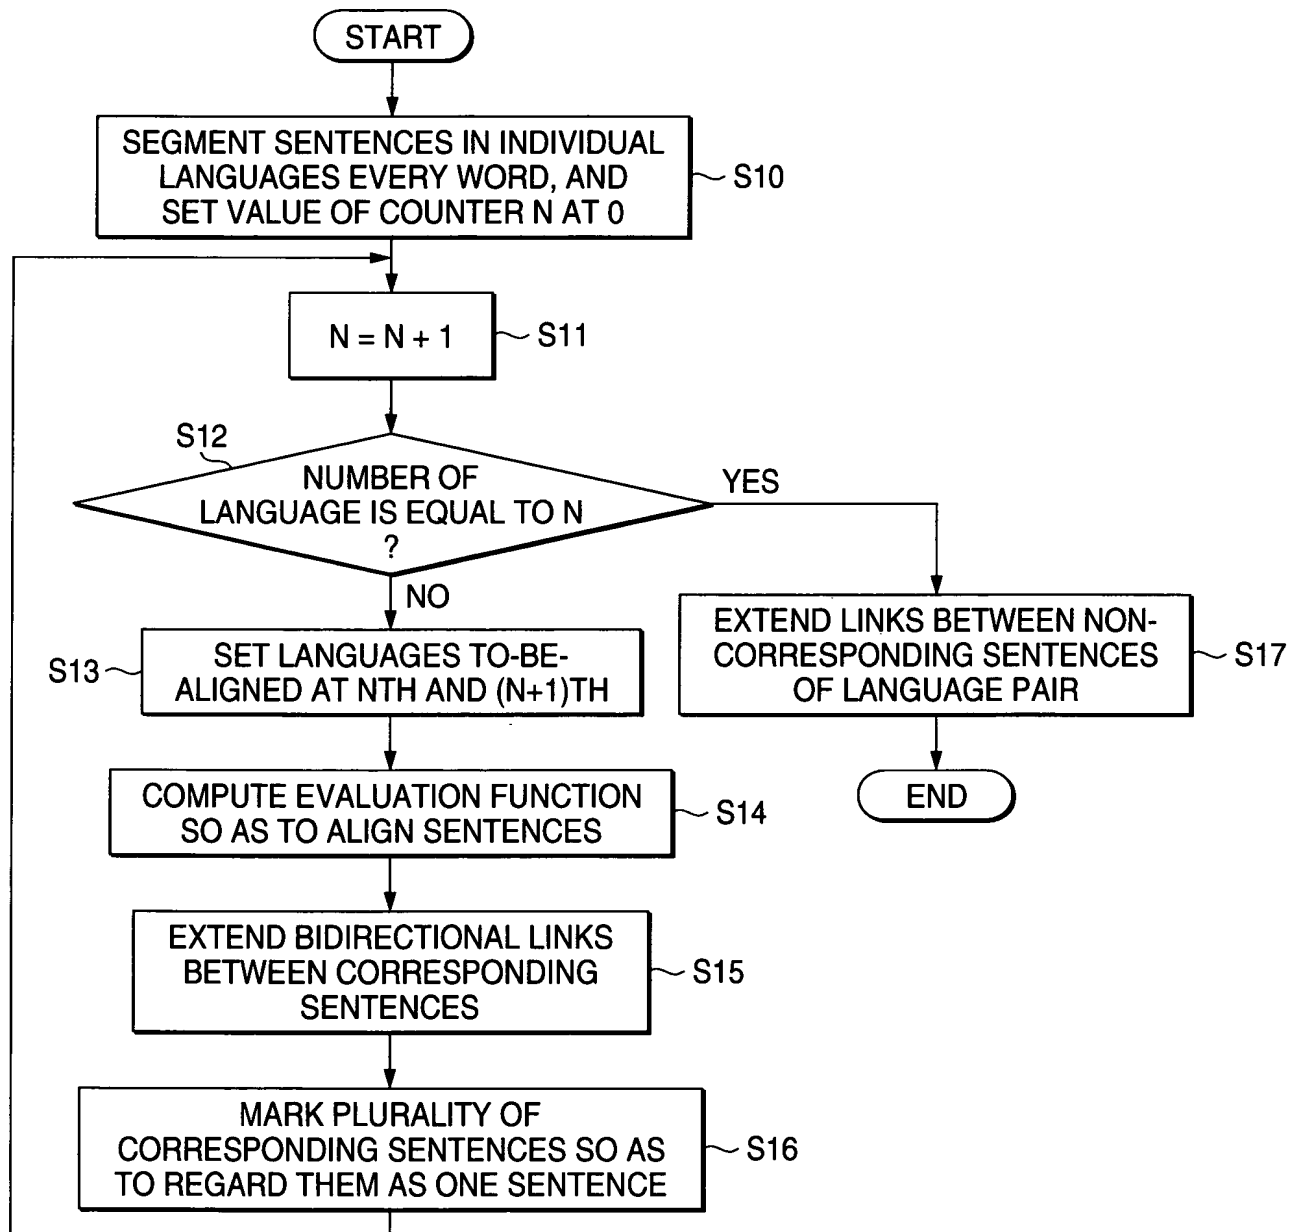 START
SEGMENT SENTENCES IN INDIVIDUAL
LANGUAGES EVERY WORD, AND
SET VALUE OF COUNTER N AT 0
S10
N = N + 1
S11
S12
NUMBER OF
LANGUAGE IS EQUAL TO N
?
YES
NO
S13
SET LANGUAGES TO-BE-
ALIGNED AT NTH AND (N+1)TH
EXTEND LINKS BETWEEN NON-
CORRESPONDING SENTENCES
OF LANGUAGE PAIR
S17
COMPUTE EVALUATION FUNCTION
SO AS TO ALIGN SENTENCES
S14
END
EXTEND BIDIRECTIONAL LINKS
BETWEEN CORRESPONDING
SENTENCES
S15
MARK PLURALITY OF
CORRESPONDING SENTENCES SO AS
TO REGARD THEM AS ONE SENTENCE
S16